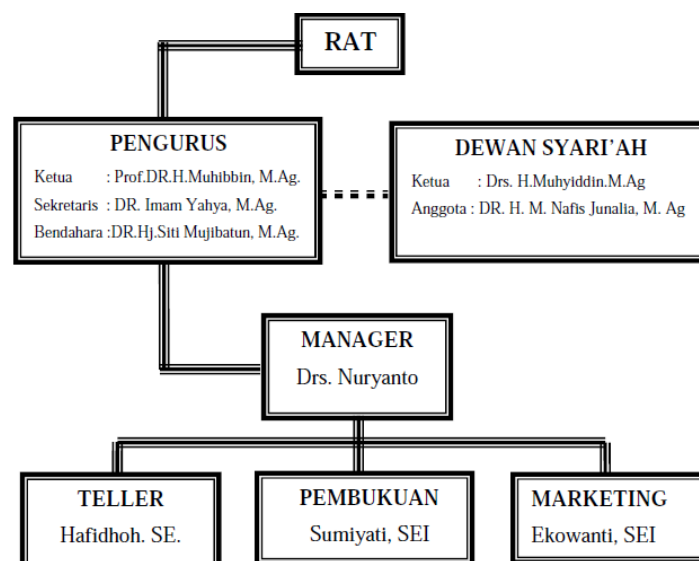 RAT
PENGURUS
Ketua : Prof.DR.H.Muhibbin, M.Ag.
Sekretaris : DR. Imam Yahya, M.Ag.
Bendahara :DR.Hj.Siti Mujibatun, M.Ag.
DEWAN SYARI'AH
Ketua : Drs. H.Muhyiddin.M.Ag
Anggota : DR. H. M. Nafis Junalia, M. Ag
MANAGER
Drs. Nuryanto
TELLER
Hafidhoh. SE.
PEMBUKUAN
Sumiyati, SEI
MARKETING
Ekowanti, SEI